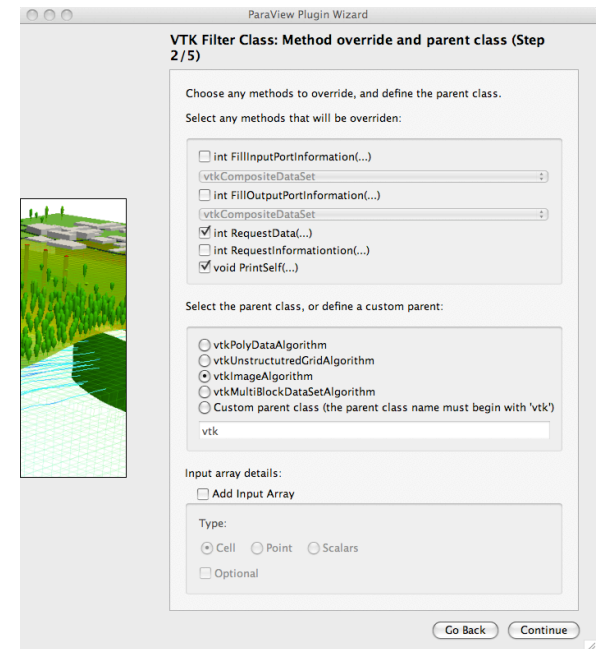 ParaView Plugin Wizard
VTK Filter Class: Method override and parent class (Step
2/5)
Choose any methods to override, and define the parent class.
Select any methods that will be overriden:
int FillInputPortInformation(...)
vtkCompositeDataSet
int FillOutputPortInformation(...)
vtkCompositeDataSet
int RequestData(...)
int RequestInformationtion(...)
void PrintSelf(...)
Select the parent class, or define a custom parent:
vtkPolyDataAlgorithm
vtkUnstructutredGridAlgorithm
vtkImageAlgorithm
vtkMultiBlockDataSetAlgorithm
Custom parent class (the parent class name must begin with 'vtk')
vtk
Input array details:
Add Input Array
Type:
Cell Point Scalars
Optional
Go Back Continue